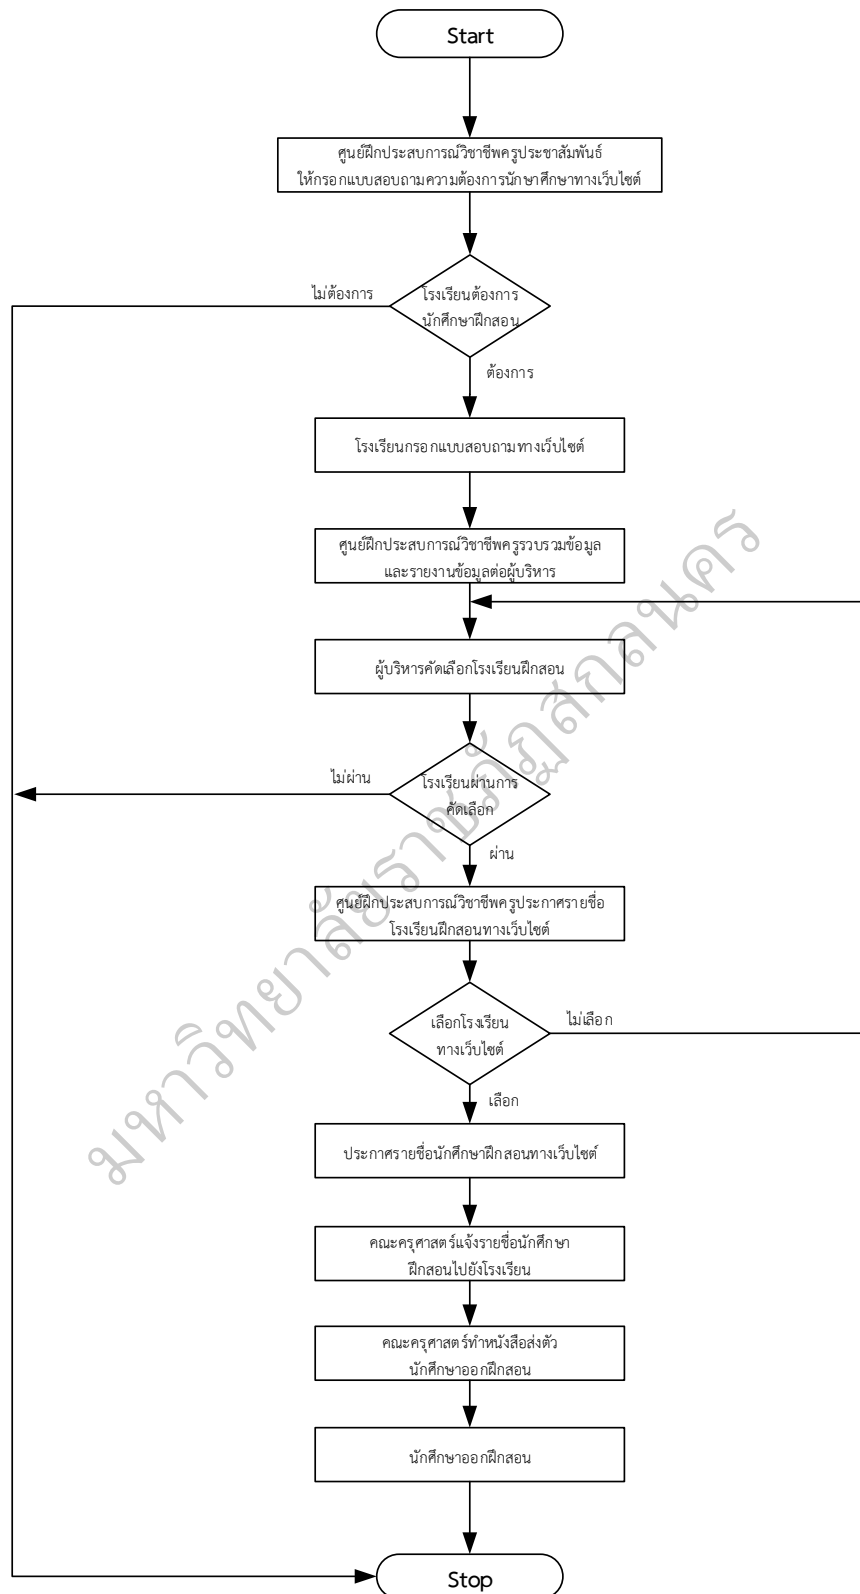 Start
ศูนย์ฝึกประสบการณ์วิชาชีพครูประชาสัมพันธ์
ให้กรอกแบบสอบถามความต้องการนักษาศึกษาทางเว็บไซต์
ไม่ต้องการ
โรงเรียนต้องการ
นักศึกษาฝึกสอน
ต้องการ
โรงเรียนกรอกแบบสอบถามทางเว็บไซต์
ศูนย์ฝึกประสบการณ์วิชาชีพครูรวบรวมข้อมูล
และรายงานข้อมูลต่อผู้บริหาร
ผู้บริหารคัดเลือกโรงเรียนฝึกสอน
ไม่ผ่าน
โรงเรียนผ่านการ
คัดเลือก
ผ่าน
ศูนย์ฝึกประสบการณ์วิชาชีพครูประกาศรายชื่อ
โรงเรียนฝึกสอนทางเว็บไซต์
เลือกโรงเรียน
ทางเว็บไซต์
ไม่เลือก
เลือก
ประกาศรายชื่อนักศึกษาฝึกสอนทางเว็บไซต์
คณะครุศาสตร์แจ้งรายชื่อนักศึกษา
ฝึกสอนไปยังโรงเรียน
คณะครุศาสตร์ทำหนังสือส่งตัว
นักศึกษาออกฝึกสอน
นักศึกษาออกฝึกสอน
Stop
มหาวิทยาลัยราชภัฏสกลนคร